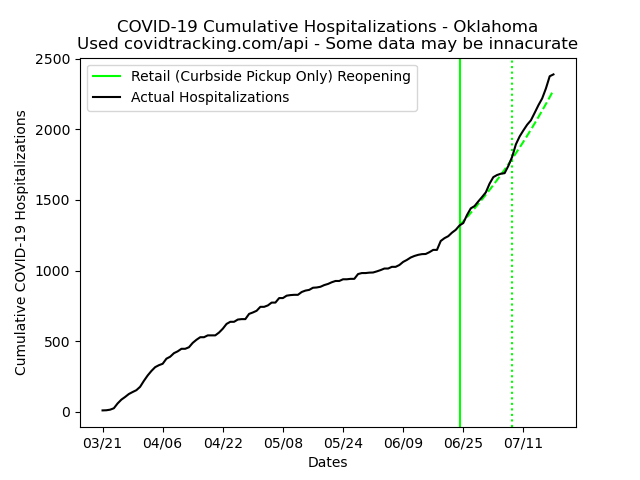 COVID-19 Cumulative Hospitalizations - Oklahoma
Used covidtracking.com/api - Some data may be innacurate
Retail (Curbside Pickup Only) Reopening
Actual Hospitalizations
Cumulative COVID-19 Hospitalizations
2500
2000
1500
1000
500
0
03/21 04/06 04/22 05/08 05/24 06/09 06/25 07/11
Dates